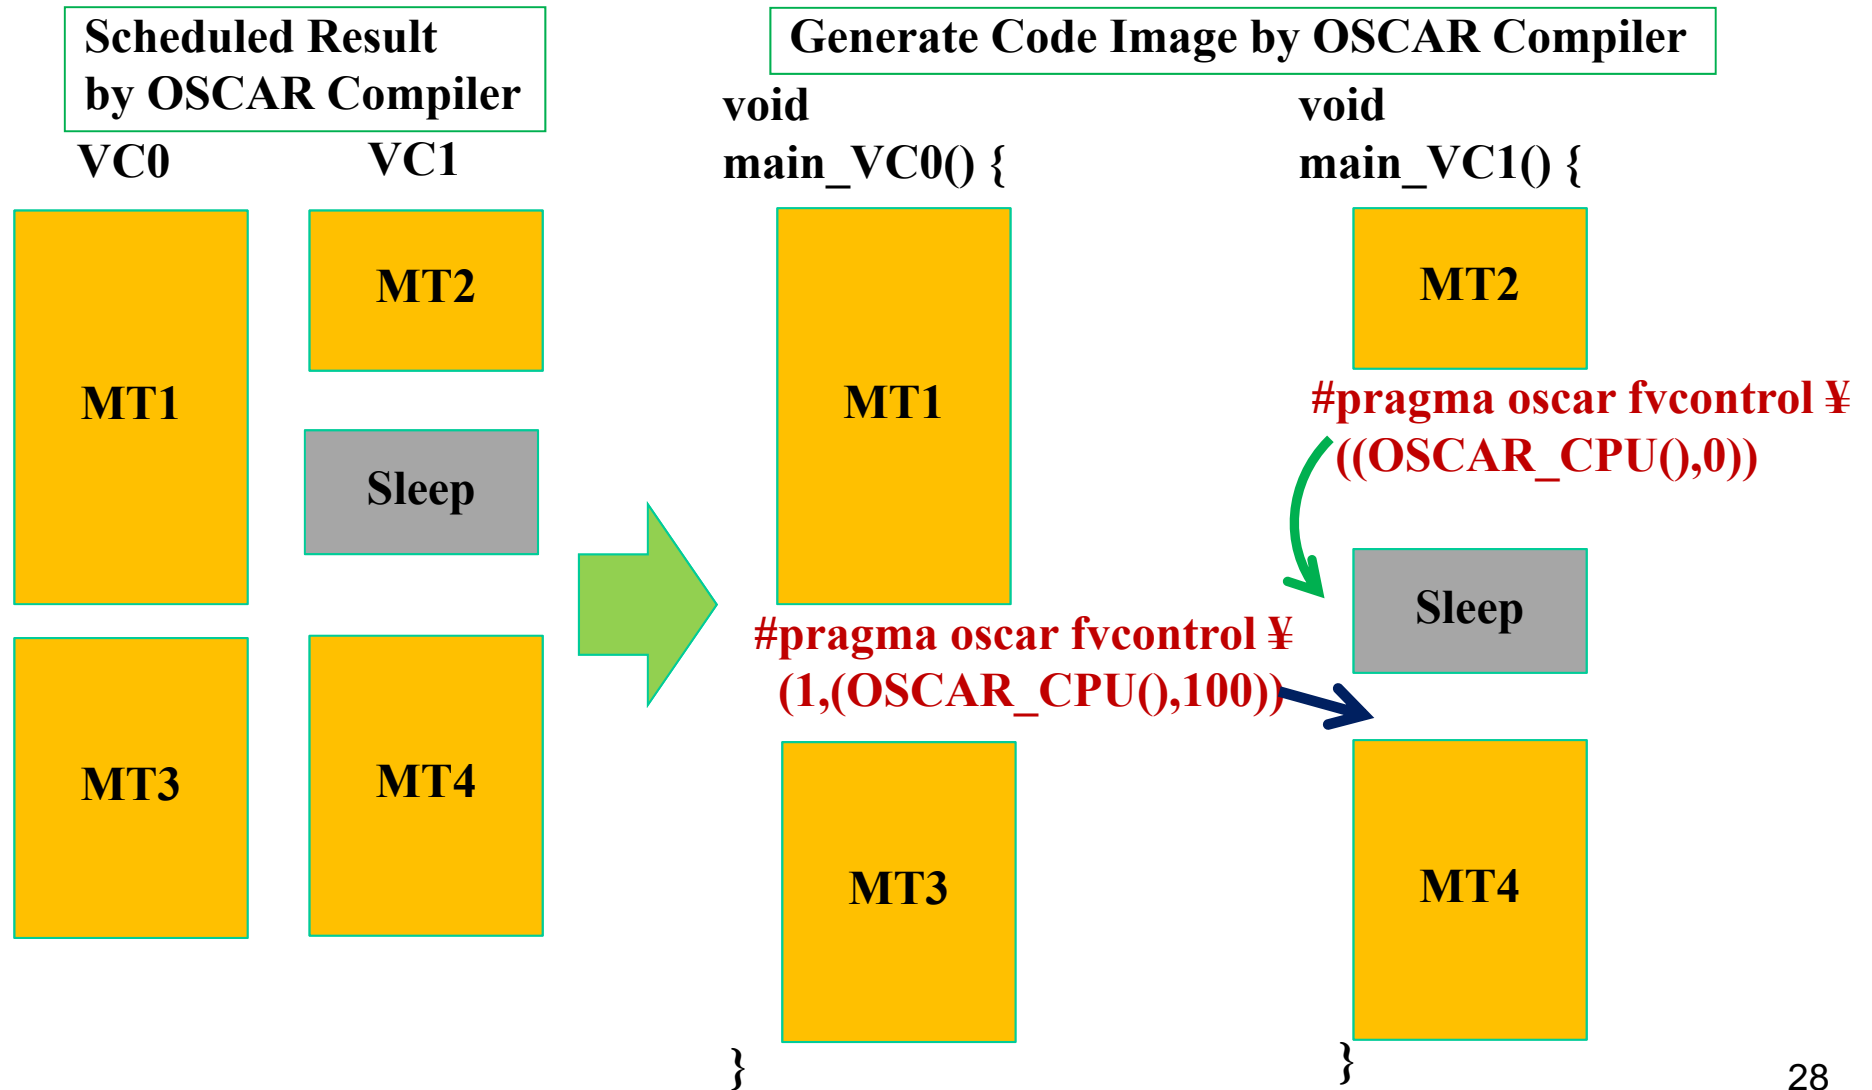 Scheduled Result
by OSCAR Compiler
VC0
VC1
MT1
MT2
Sleep
MT3
MT4
Generate Code Image by OSCAR Compiler
void
main_VC0() {
MT1
#pragma oscar fvcontrol ¥
(1,(OSCAR_CPU(),100))
MT3
}
void
main_VC1() {
MT2
#pragma oscar fvcontrol ¥
((OSCAR_CPU(),0))
Sleep
MT4
}
28